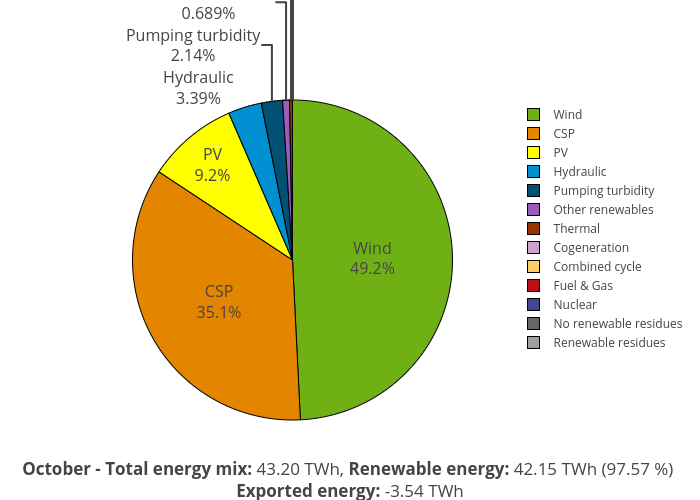 0.689%
Pumping turbidity
2.14%
Hydraulic
3.39%
PV
9.2%
Wind
49.2%
CSP
35.1%
Wind
CSP
PV
Hydraulic
Pumping turbidity
Other renewables
Thermal
Cogeneration
Combined cycle
Fuel & Gas
Nuclear
No renewable residues
Renewable residues
October - Total energy mix: 43.20 TWh, Renewable energy: 42.15 TWh (97.57 %)
Exported energy: -3.54 TWh